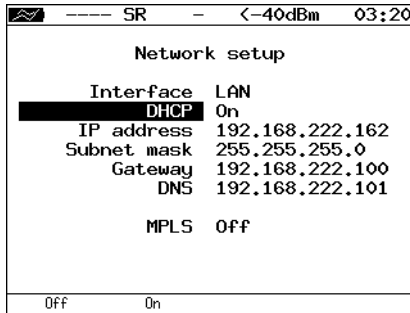 ---- SR - <-40dBm 03:20
Network setup
Interface LAN
DHCP On
IP address 192.168.222.162
Subnet mask 255.255.255.0
Gateway 192.168.222.100
DNS 192.168.222.101
MPLS Off
Off On